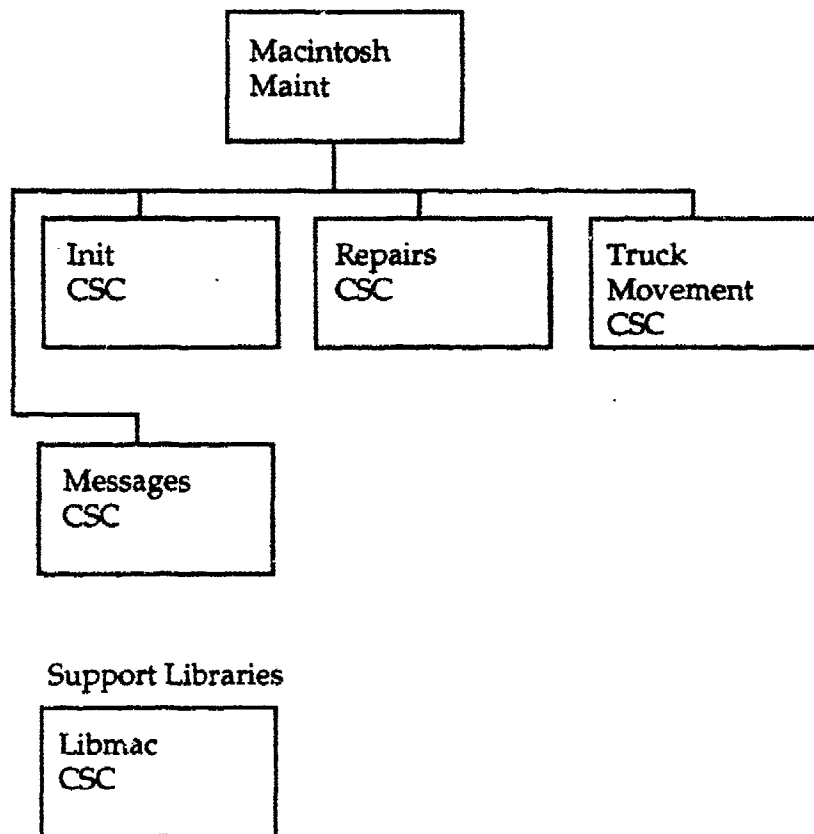 Macintosh
Maint
Init
CSC
Repairs
CSC
Truck
Movement
CSC
Messages
CSC
Support Libraries
Libmac
CSC